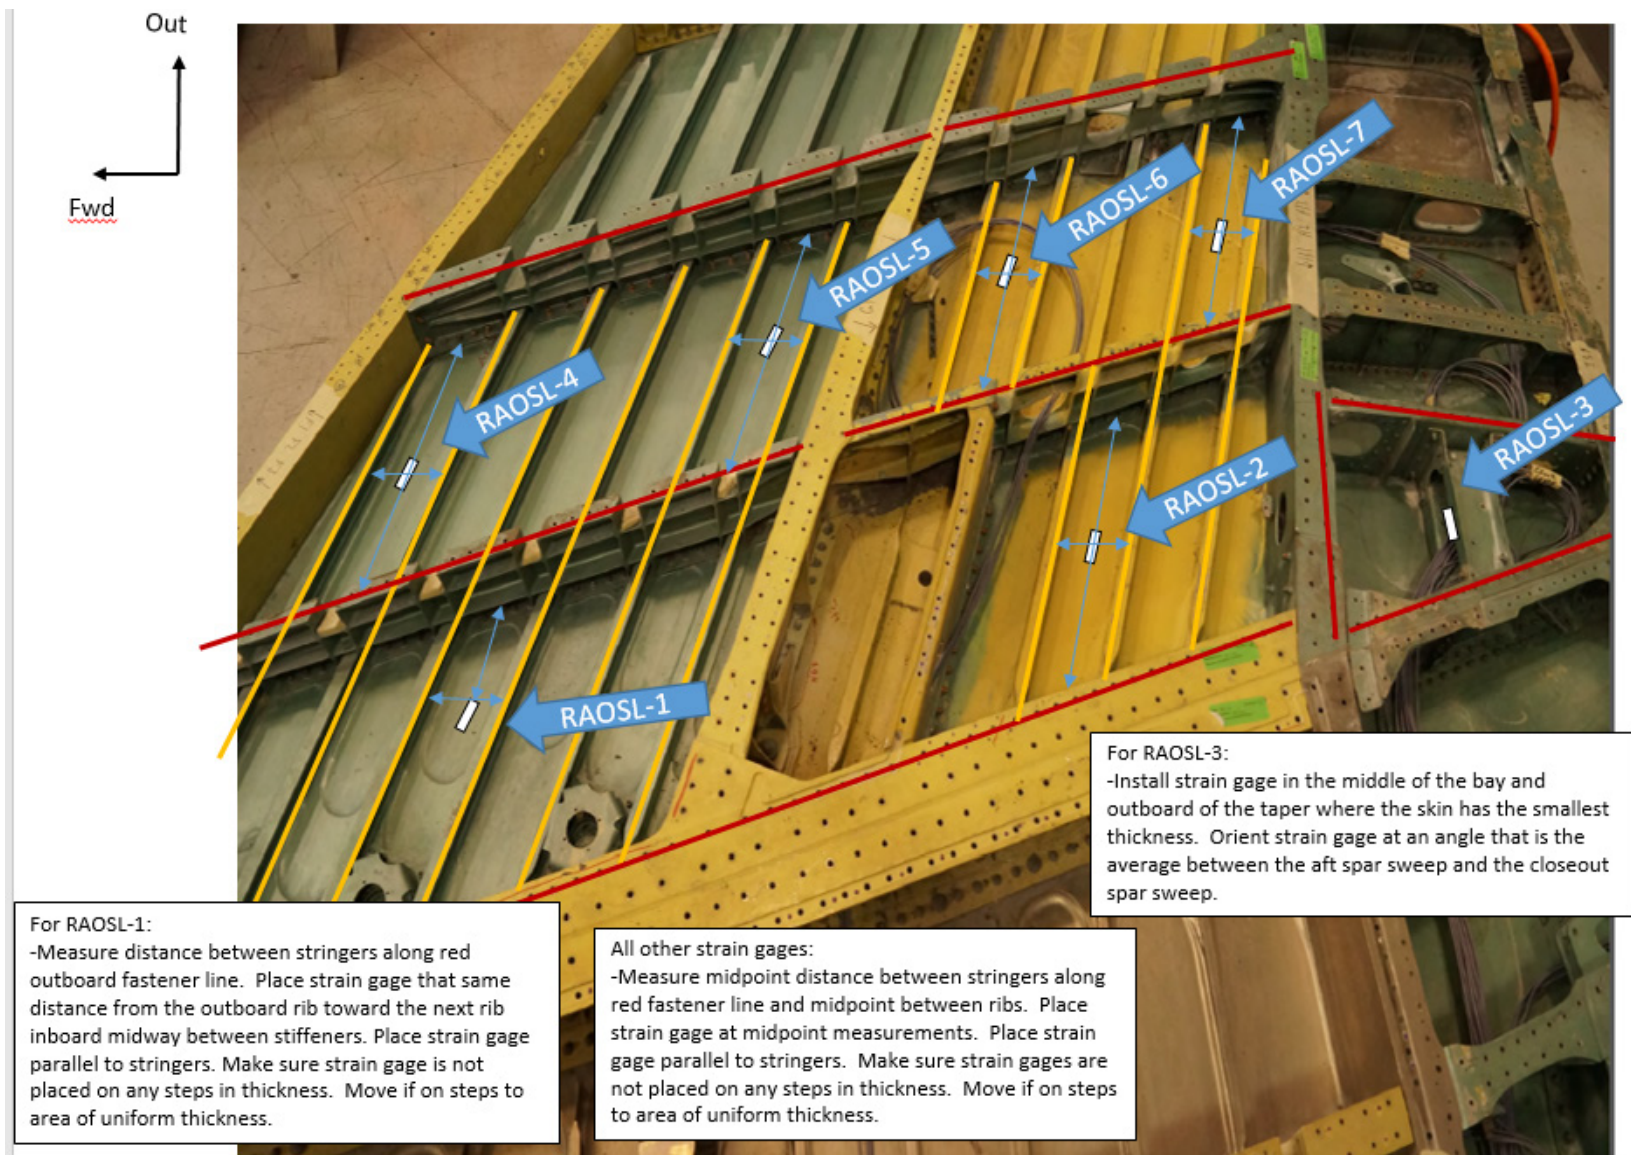 Out
Fwd
RAOSL-7
RAOSL-6
RAOSL-5
RAOSL-4
RAOSL-3
RAOSL-2
RAOSL-1
For RAOSL-3:
-Install strain gage in the middle of the bay and
outboard of the taper where the skin has the smallest
thickness.  Orient strain gage at an angle that is the
average between the aft spar sweep and the closeout
spar sweep.
For RAOSL-1:
-Measure distance between stringers along red
outboard fastener line.  Place strain gage that same
distance from the outboard rib toward the next rib
inboard midway between stiffeners. Place strain gage
parallel to stringers. Make sure strain gage is not
placed on any steps in thickness.  Move if on steps to
area of uniform thickness.
All other strain gages:
-Measure midpoint distance between stringers along
red fastener line and midpoint between ribs.  Place
strain gage at midpoint measurements.  Place strain
gage parallel to stringers.  Make sure strain gages are
not placed on any steps in thickness.  Move if on steps
to area of uniform thickness.